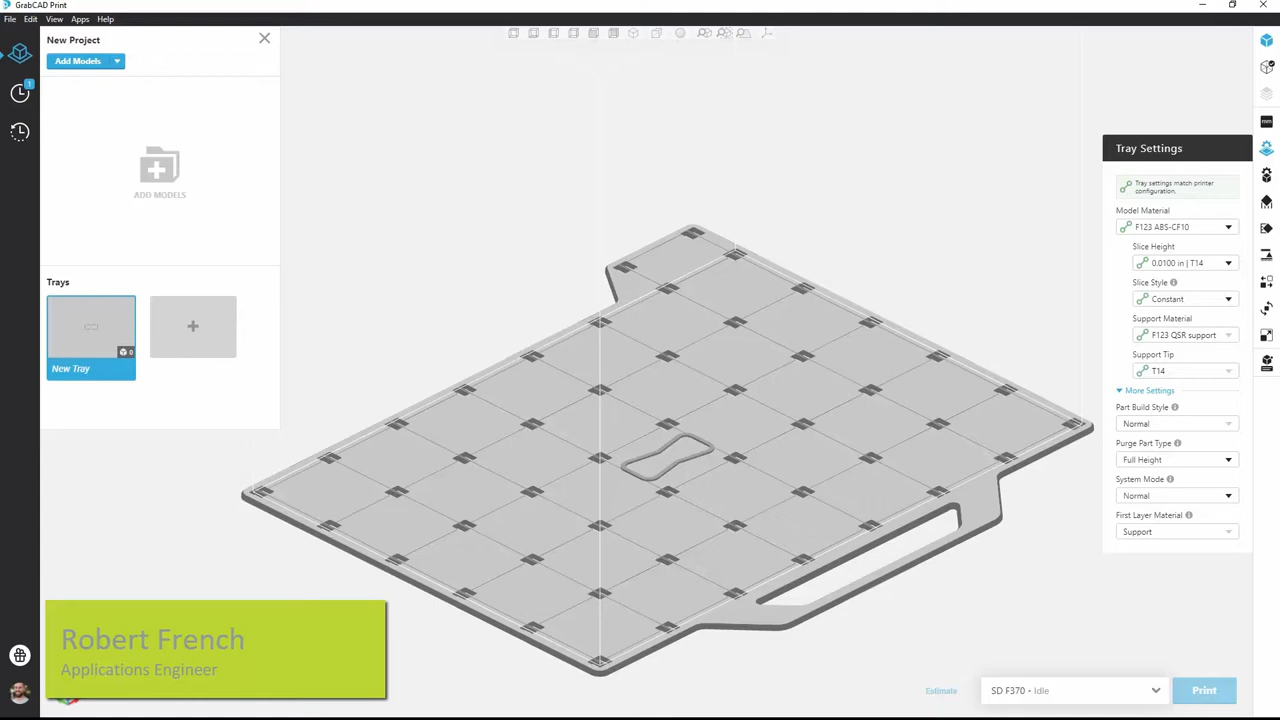 GrabCAD Print
File Edit View Apps Help
New Project
Add Models
ADD MODELS
Trays
0
New Tray
1
mm
Tray Settings
Tray settings match printer
configuration.
Model Material
F123 ABS-CF10
Slice Height
0.0100 in | T14
Slice Style
Constant
Support Material
F123 QSR support
Support Tip
T14
More Settings
Part Build Style
Normal
Purge Part Type
Full Height
System Mode
Normal
First Layer Material
Support
Robert French
Applications Engineer
Estimate
SD F370 • Idle
Print